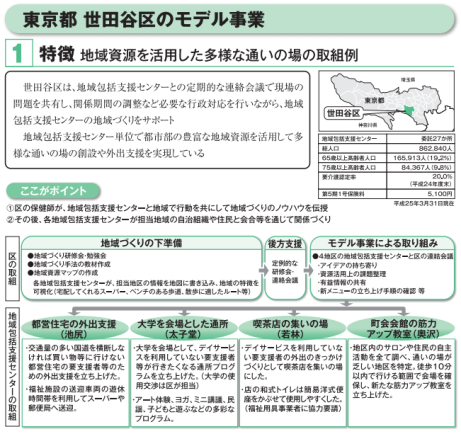 東京都 世田谷区のモデル事業
1 特徴 地域資源を活用した多様な通いの場の取組例
世田谷区は、地域包括支援センターとの定期的な連絡会議で現場の
問題を共有し、関係期間の調整など必要な行政対応を行いながら、地域
包括支援センターの地域づくりをサポート
地域包括支援センター単位で都市部の豊富な地域資源を活用して多
様な通いの場の創設や外出支援を実現している
埼玉県
東京都
世田谷区
神奈川県
地域包括支援センター 委託27か所
総人口 862,840人
65歳以上高齢者人口 165,913人(19.2%)
75歳以上高齢者人口 84,367人(9.8%)
要介護認定率 20.0%
(平成24年度末)
第5期1号保険料 5,100円
平成25年3月31日現在
ここがポイント
①区の保健師が、地域包括支援センターと地域で行動を共にして地域づくりのノウハウを伝授
②その後、各地域包括支援センターが担当地域の自治組織や住民と会合等を通じて関係づくり
区の取組
地域づくりの下準備
●地域づくり研修会・勉強会
●地域づくり手法の教材作成
●地域資源マップの作成
各地域包括支援センターが、担当地区の情報を地図に書き込み、地域の特徴を
可視化(宅配してくれるスーパー、ベンチのある歩道、散歩に適したルート等)
後方支援
定例的な
研修会・
連絡会議
モデル事業による取り組み
●4地区の地域包括支援センターと区の連絡会議
・アイデアの持ち寄り
・資源活用上の課題整理
・有益情報の共有
・新メニューの立ち上げ手順の確認 等
地域包括支援センターの取組
都営住宅の外出支援
(池尻)
・交通量の多い国道を横断しな
ければ買い物等に行けない
都営住宅の要支援者等のた
めの外出支援を立ち上げた。
・福祉施設の送迎車両の遊休
時間帯を利用してスーパーや
郵便局へ送迎。
大学を会場とした通所
(太子堂)
・大学を会場として、デイサービ
スを利用していない要支援者
等が行きたくなる通所プログ
ラムを立ち上げた。(大学の使
用交渉は区が担当)
・アート体験、ヨガ、ミニ講話、民
謡、子どもと遊ぶなどの多彩な
プログラム。
喫茶店の集いの場
(若林)
・デイサービスを利用していな
い要支援者の外出のきっかけ
づくりとして喫茶店を集いの場
にした。
・店の和式トイレは簡易洋式便
座をかぶせて使用しやすくした。
(福祉用具事業者に協力要請)
町会会館の筋力
アップ教室(奥沢)
・地区内のサロンや住民の自主
活動を全て調べ、通いの場が
乏しい地区を特定。徒歩10分
以内で行ける範囲で会場を確
保し、新たな筋力アップ教室を
立ち上げた。